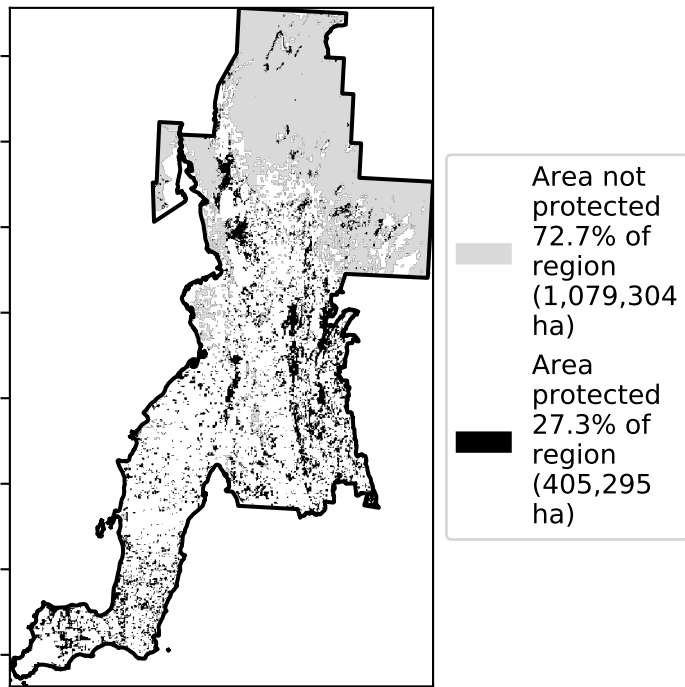 Area not
protected
72.7% of
region
(1,079,304
ha)
Area
protected
27.3% of
region
(405,295
ha)